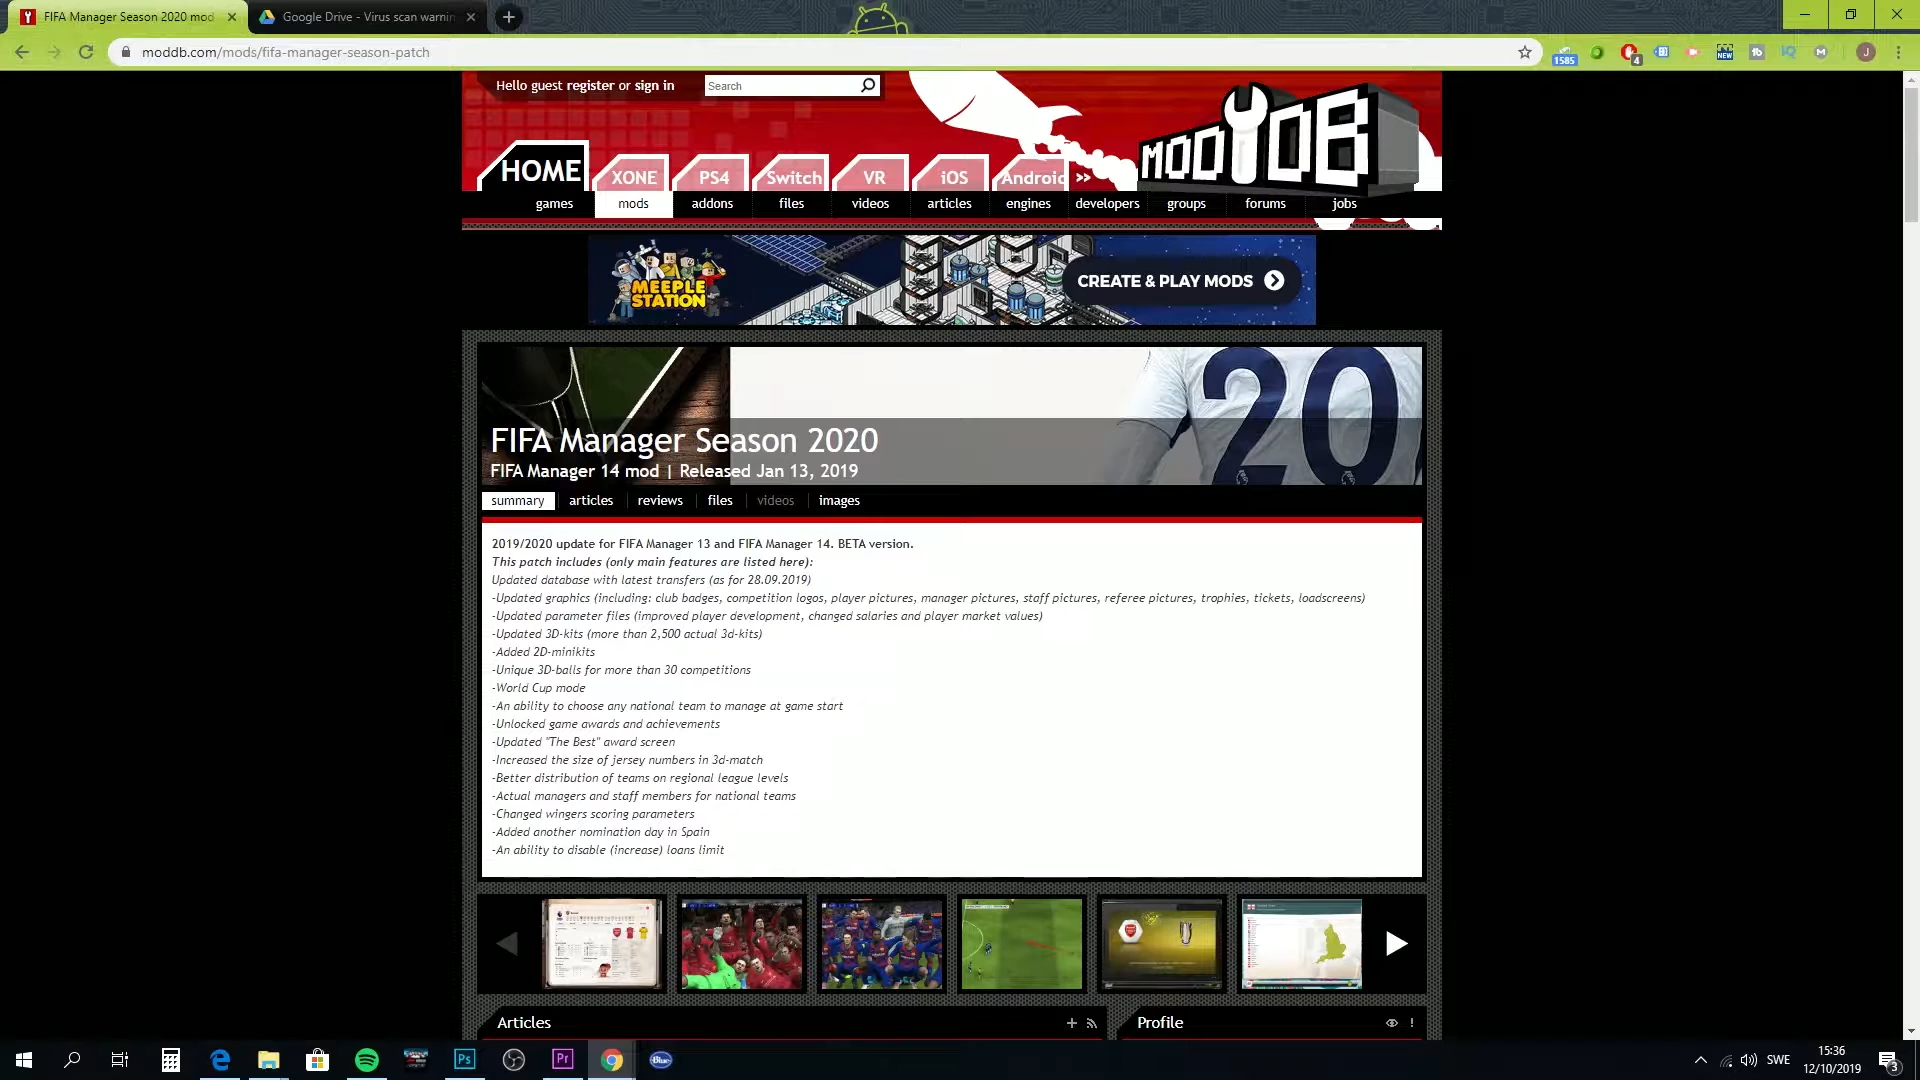 FIFA Manager Season 2020 mod
Google Drive - Virus scan warnin
moddb.com/mods/fifa-manager-season-patch
1585
4
NEW
J
Hello guest register or sign in
Search
MODDB
HOME
XONE
PS4
Switch
VR
iOS
Android
>>
games
mods
addons
files
videos
articles
engines
developers
groups
forums
jobs
MEEPLE
STATION
CREATE & PLAY MODS
20
FIFA Manager Season 2020
FIFA Manager 14 mod | Released Jan 13, 2019
summary
articles
reviews
files
videos
images
2019/2020 update for FIFA Manager 13 and FIFA Manager 14. BETA version.
This patch includes (only main features are listed here):
Updated database with latest transfers (as for 28.09.2019)
-Updated graphics (including: club badges, competition logos, player pictures, manager pictures, staff pictures, referee pictures, trophies, tickets, loadscreens)
-Updated parameter files (improved player development, changed salaries and player market values)
-Updated 3D-kits (more than 2,500 actual 3d-kits)
-Added 2D-minikits
-Unique 3D-balls for more than 30 competitions
-World Cup mode
-An ability to choose any national team to manage at game start
-Unlocked game awards and achievements
-Updated "The Best" award screen
-Increased the size of jersey numbers in 3d-match
-Better distribution of teams on regional league levels
-Actual managers and staff members for national teams
-Changed wingers scoring parameters
-Added another nomination day in Spain
-An ability to disable (increase) loans limit
Articles
Profile
Ps
Pr
Blue
SWE
15:36
12/10/2019
3